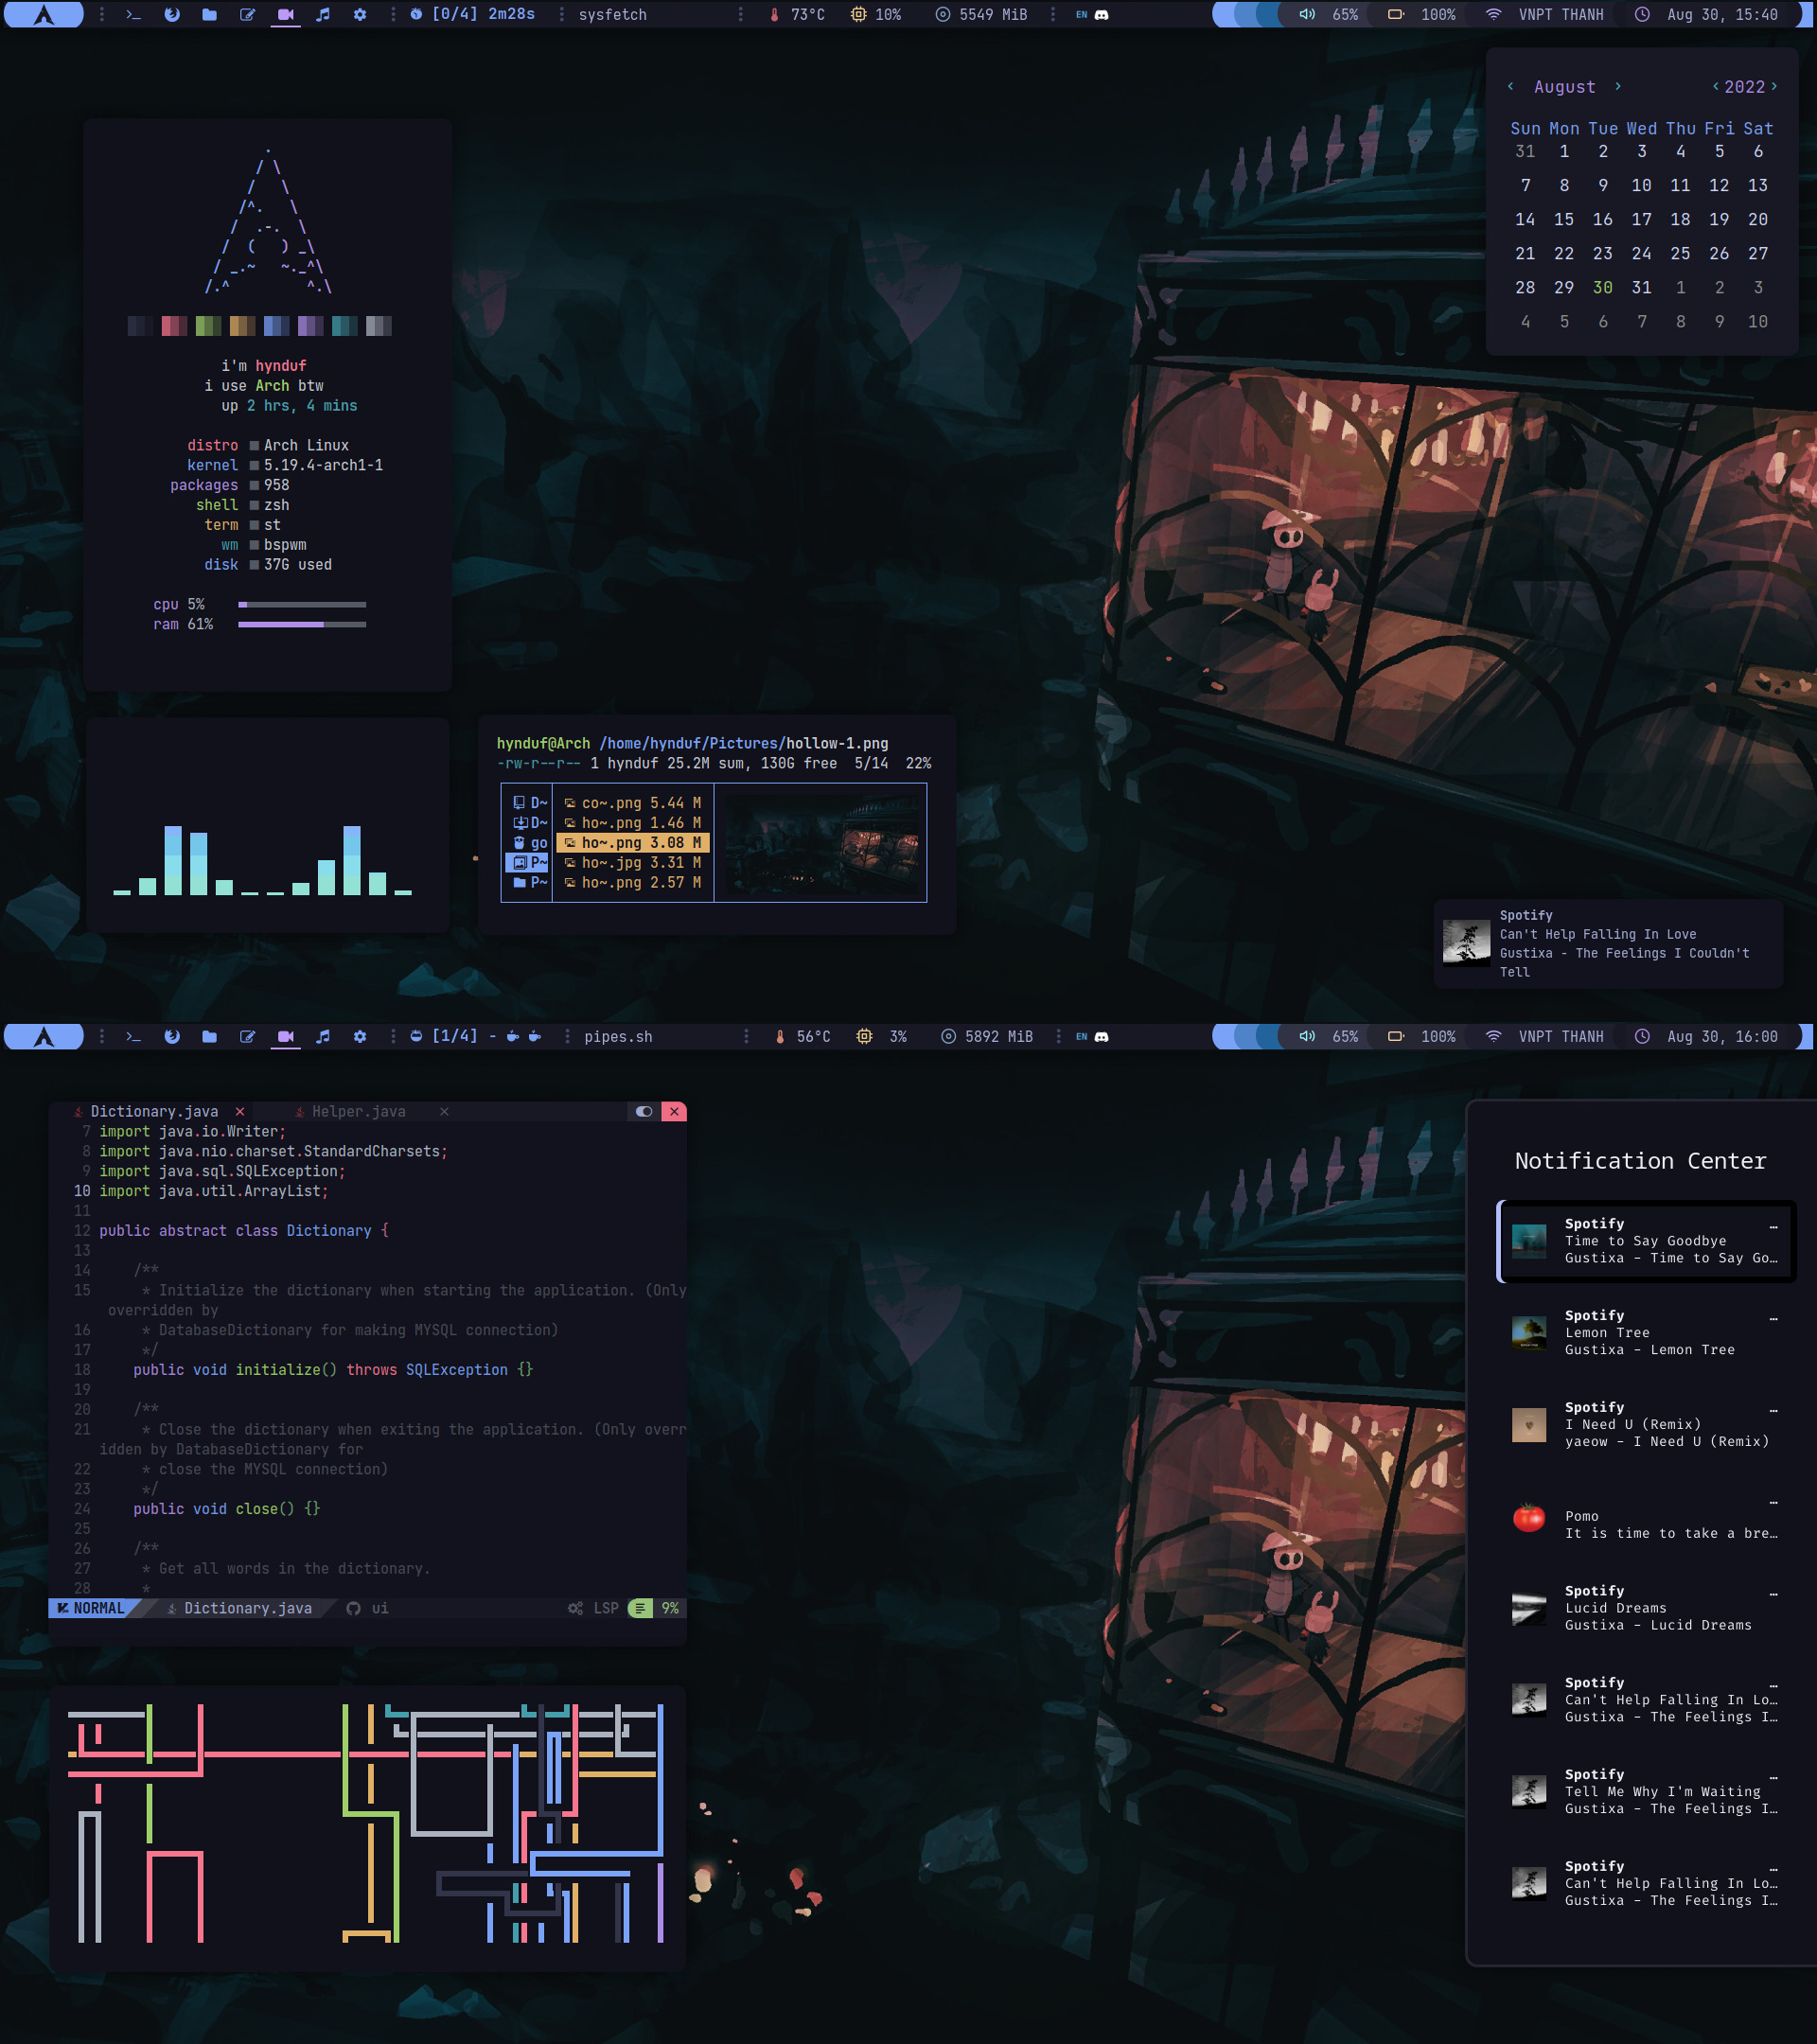 [0/4] 2m28s sysfetch 73°C 10% 5549 MiB EN 65% 100% VNPT THANH Aug 30, 15:40
August 2022
Sun Mon Tue Wed Thu Fri Sat
31 1 2 3 4 5 6
7 8 9 10 11 12 13
14 15 16 17 18 19 20
21 22 23 24 25 26 27
28 29 30 31 1 2 3
4 5 6 7 8 9 10
.
/ \
/ \
/^. \
/ .-. \
/ ( ) _\
/ _.~ ~._^\
/.^ ^.\
i'm hynduf
i use Arch btw
up 2 hrs, 4 mins
distro Arch Linux
kernel 5.19.4-arch1-1
packages 958
shell zsh
term st
wm bspwm
disk 37G used
cpu 5%
ram 61%
hynduf@Arch /home/hynduf/Pictures/hollow-1.png
-rw-r--r-- 1 hynduf 25.2M sum, 130G free 5/14 22%
D~ co~.png 5.44 M
D~ ho~.png 1.46 M
go ho~.png 3.08 M
P~ ho~.jpg 3.31 M
P~ ho~.png 2.57 M
Spotify
Can't Help Falling In Love
Gustixa - The Feelings I Couldn't
Tell
[1/4] - pipes.sh 56°C 3% 5892 MiB EN 65% 100% VNPT THANH Aug 30, 16:00
Dictionary.java × Helper.java ×
7 import java.io.Writer;
8 import java.nio.charset.StandardCharsets;
9 import java.sql.SQLException;
10 import java.util.ArrayList;
11
12 public abstract class Dictionary {
13
14 /**
15 * Initialize the dictionary when starting the application. (Only
overridden by
16 * DatabaseDictionary for making MYSQL connection)
17 */
18 public void initialize() throws SQLException {}
19
20 /**
21 * Close the dictionary when exiting the application. (Only overr
idden by DatabaseDictionary for
22 * close the MYSQL connection)
23 */
24 public void close() {}
25
26 /**
27 * Get all words in the dictionary.
28 *
NORMAL Dictionary.java ui LSP 9%
Notification Center
Spotify …
Time to Say Goodbye
Gustixa - Time to Say Go…
Spotify …
Lemon Tree
Gustixa - Lemon Tree
Spotify …
I Need U (Remix)
yaeow - I Need U (Remix)
…
Pomo
It is time to take a bre…
Spotify …
Lucid Dreams
Gustixa - Lucid Dreams
Spotify …
Can't Help Falling In Lo…
Gustixa - The Feelings I…
Spotify …
Tell Me Why I'm Waiting
Gustixa - The Feelings I…
Spotify …
Can't Help Falling In Lo…
Gustixa - The Feelings I…